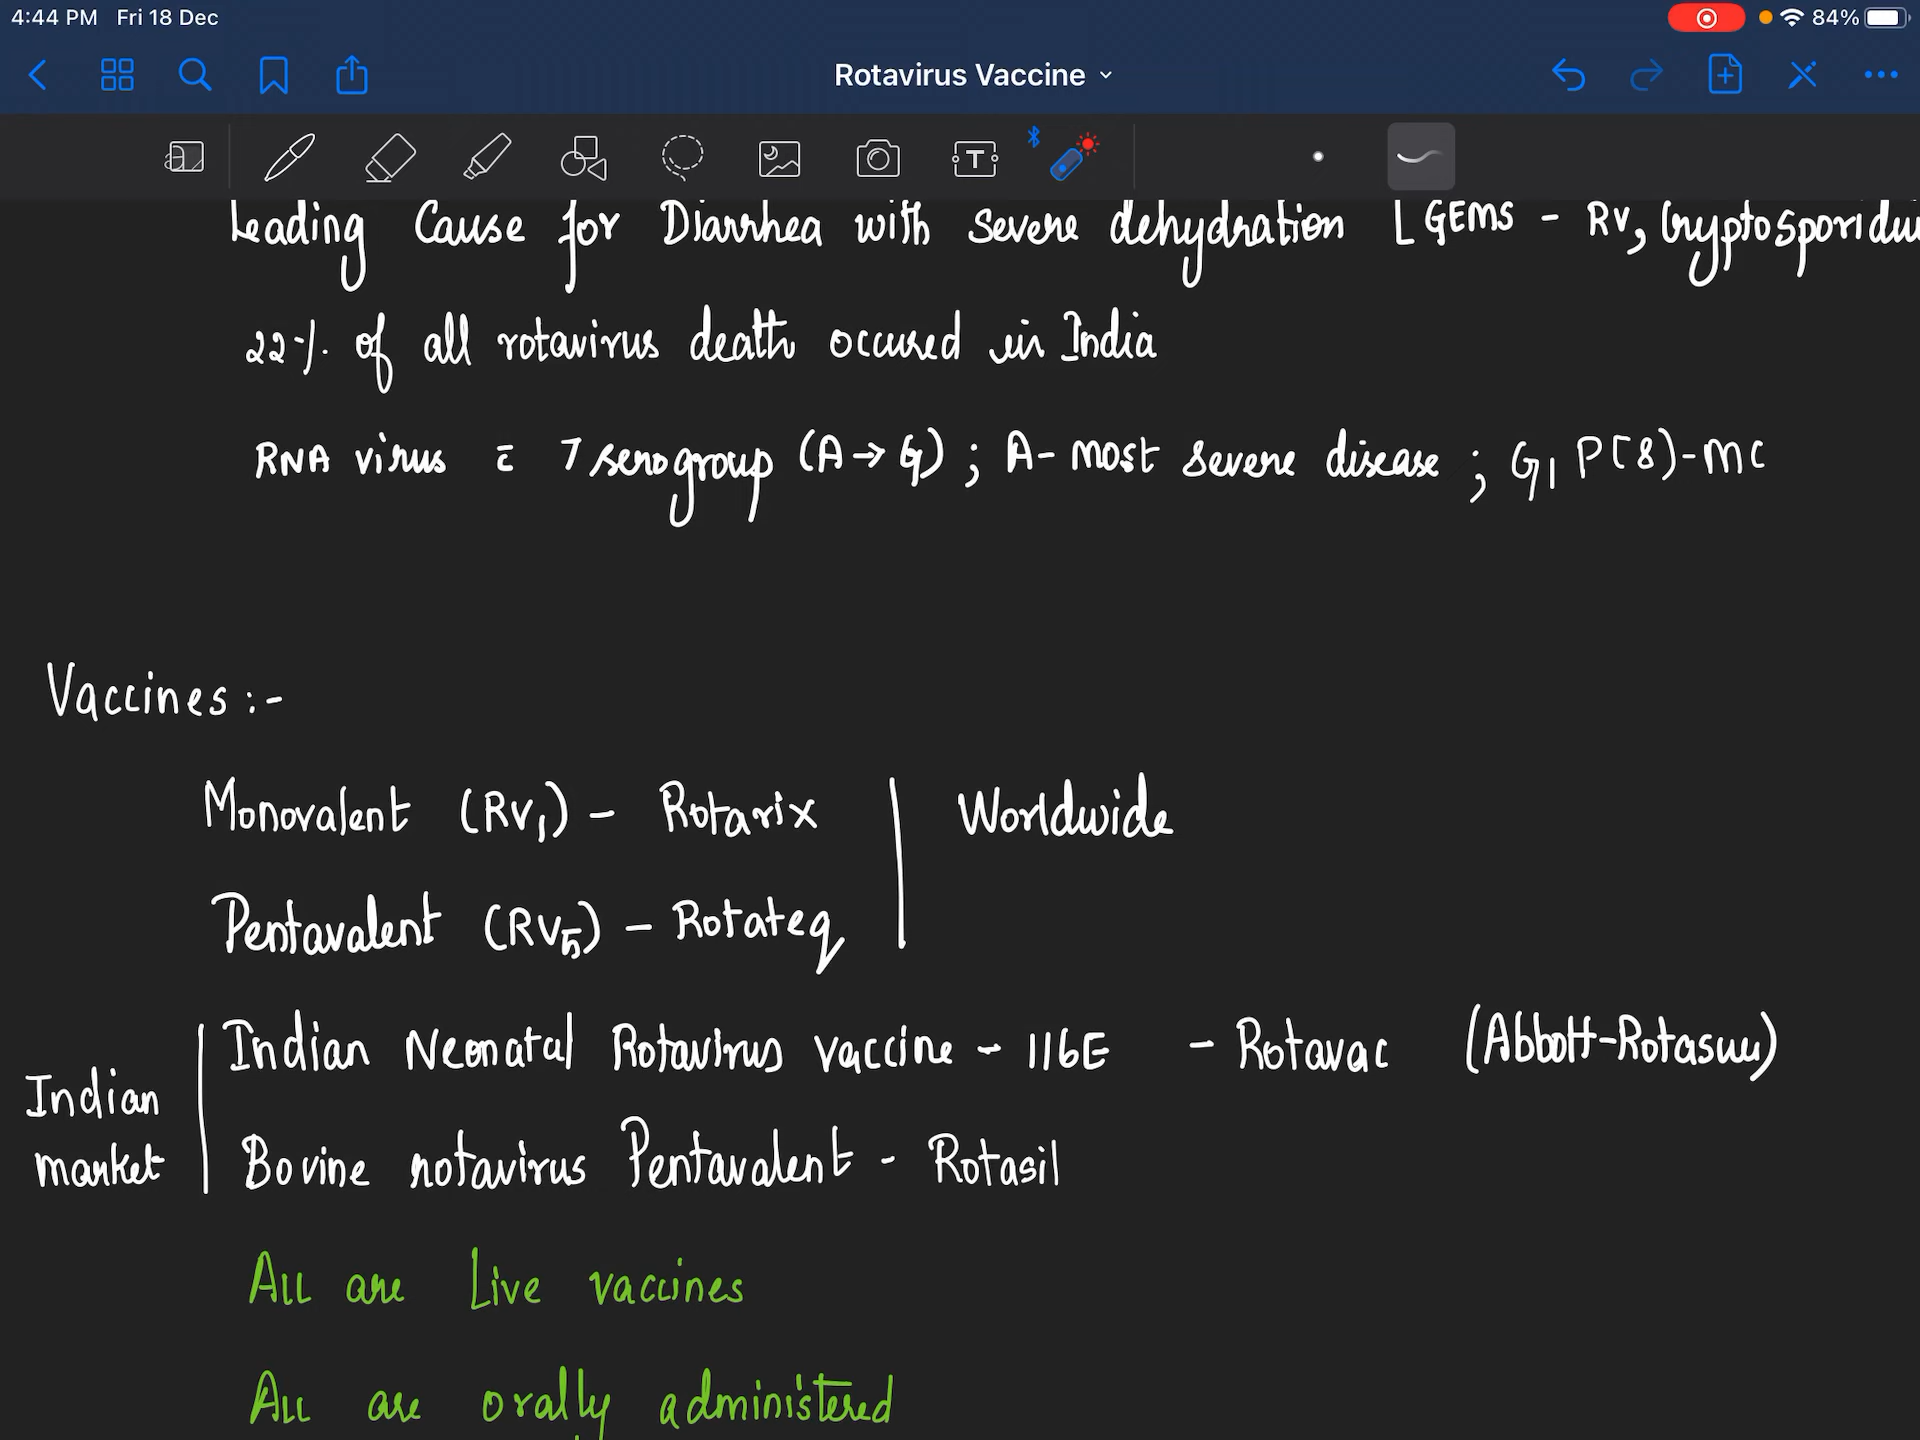 4:44 PM Fri 18 Dec 84%
Rotavirus Vaccine
Leading Cause for Diarrhea with severe dehydration LGEMS - RV, Cryptosporidu
22% of all rotavirus death occured in India
RNA virus c̄ 7 serogroup (A→G) ; A- most severe disease ; G1 P[8)-MC
Vaccines :-
Monovalent (RV1) - Rotarix | Worldwide
Pentavalent (RV5) - Rotateq
Indian Neonatal Rotavirus vaccine - 116E - Rotavac (Abbott-Rotasure)
Indian market
Bovine rotavirus Pentavalent - Rotasil
All are Live vaccines
All are orally administered